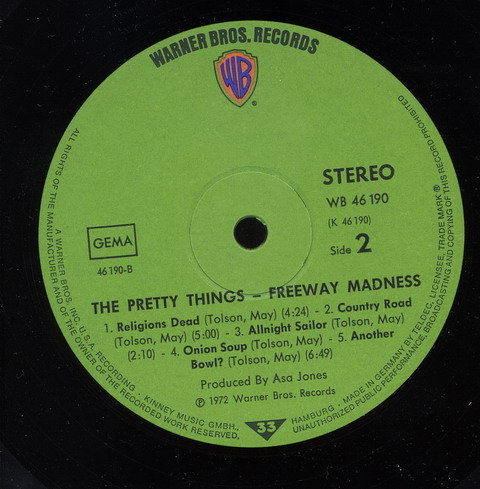 WARNER BROS. RECORDS
WB
STEREO
WB 46 190
(K 46 190)
Side 2
GEMA
46 190-B
THE PRETTY THINGS – FREEWAY MADNESS
1. Religions Dead (Tolson, May) (4:24) - 2. Country Road
(Tolson, May) (5:00) - 3. Allnight Sailor (Tolson, May)
(2:10) - 4. Onion Soup (Tolson, May) - 5. Another
Bowl? (Tolson, May) (6:49)
Produced By Asa Jones
℗ 1972 Warner Bros. Records
33
ALL RIGHTS OF THE MANUFACTURER AND OF THE OWNER OF THE RECORDED WORK RESERVED.
A WARNER BROS. INC. U.S.A. RECORDING - KINNEY MUSIC GMBH.,
HAMBURG - MADE IN GERMANY BY TELDEC, LICENSEE, TRADE MARK ®
UNAUTHORIZED PUBLIC PERFORMANCE, BROADCASTING AND COPYING OF THIS RECORD PROHIBITED